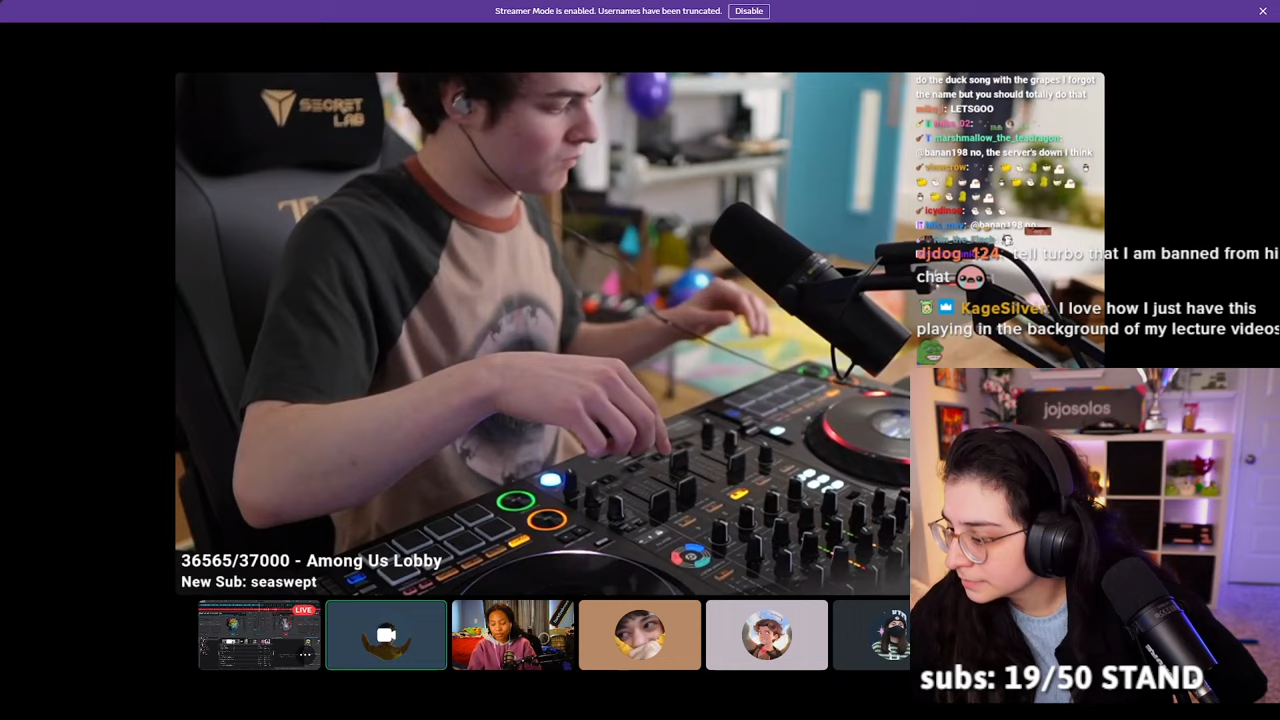 Streamer Mode is enabled. Usernames have been truncated.
Disable
SECRET
LAB
do the duck song with the grapes I forgot
the name but you should totally do that
LETSGOO
marshmallow_the_teadragon:
@banan198 no, the server's down I think
@banan198 no
djdog_124: tell turbo that I am banned from hi
chat
KageSilver: I love how I just have this
playing in the background of my lecture videos
jojosolos
36565/37000 - Among Us Lobby
New Sub: seaswept
LIVE
subs: 19/50 STAND